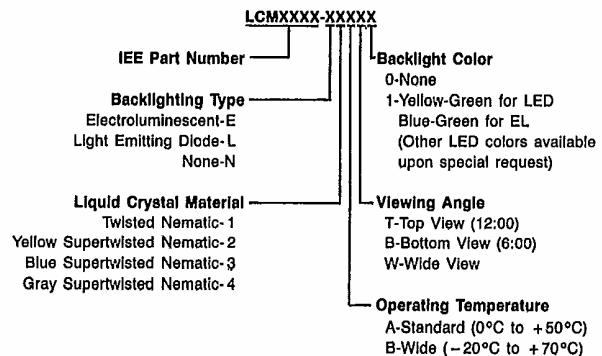 LCMXXXX-XXXXX
IEE Part Number
Backlighting Type
Electroluminescent-E
Light Emitting Diode-L
None-N
Liquid Crystal Material
Twisted Nematic-1
Yellow Supertwisted Nematic-2
Blue Supertwisted Nematic-3
Gray Supertwisted Nematic-4
Backlight Color
0-None
1-Yellow-Green for LED
Blue-Green for EL
(Other LED colors available
upon special request)
Viewing Angle
T-Top View (12:00)
B-Bottom View (6:00)
W-Wide View
Operating Temperature
A-Standard (0°C to +50°C)
B-Wide (−20°C to +70°C)